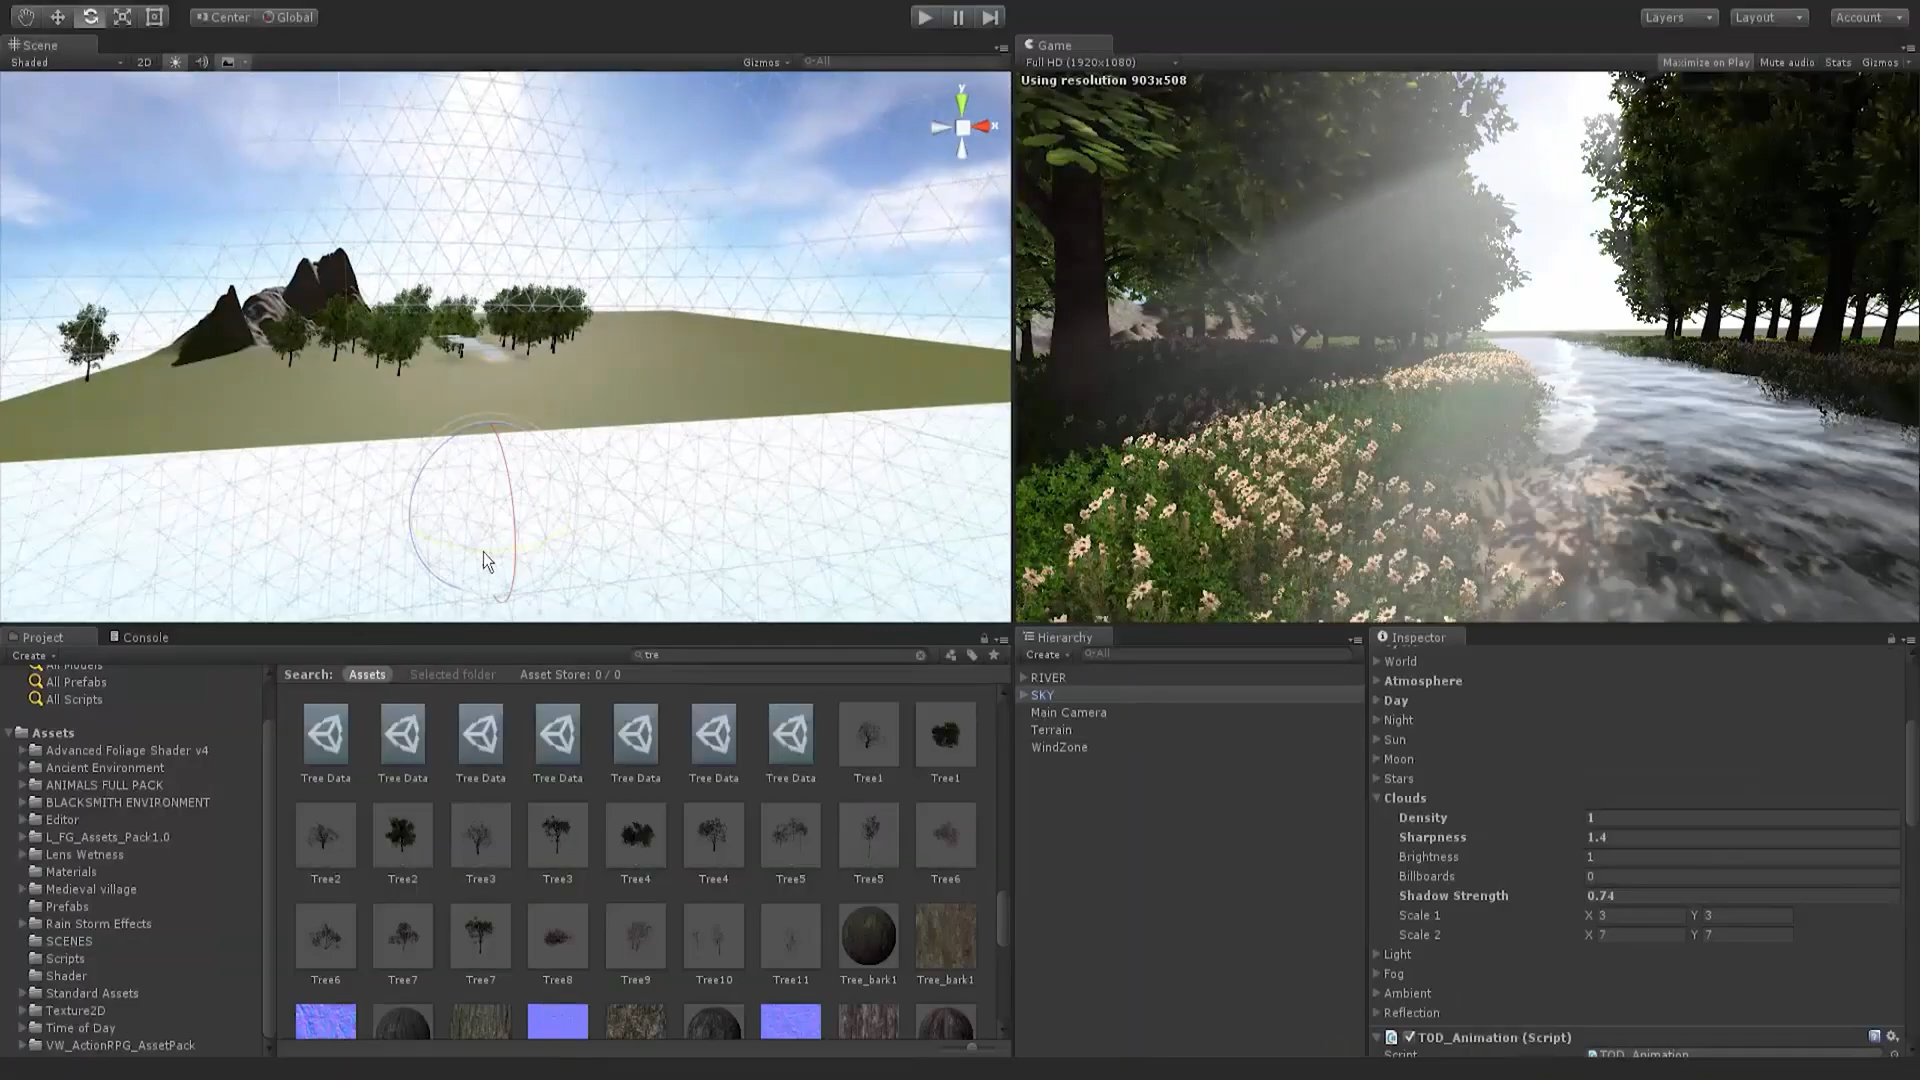 Center Global
Layers Layout Account
Scene
Shaded 2D Gizmos All
y
x
Game
Full HD (1920x1080) Maximize on Play Mute audio Stats Gizmos
Using resolution 903x508
Project Console
Create tre
All Models
All Prefabs
All Scripts
Assets
Advanced Foliage Shader v4
Ancient Environment
ANIMALS FULL PACK
BLACKSMITH ENVIRONMENT
Editor
L_FG_Assets_Pack1.0
Lens Wetness
Materials
Medieval village
Prefabs
Rain Storm Effects
SCENES
Scripts
Shader
Standard Assets
Texture2D
Time of Day
VW_ActionRPG_AssetPack
Search: Assets Selected folder Asset Store: 0 / 0
Tree Data Tree Data Tree Data Tree Data Tree Data Tree Data Tree Data Tree1 Tree1
Tree2 Tree2 Tree3 Tree3 Tree4 Tree4 Tree5 Tree5 Tree6
Tree6 Tree7 Tree7 Tree8 Tree9 Tree10 Tree11 Tree_bark1 Tree_bark1
Hierarchy
Create All
RIVER
SKY
Main Camera
Terrain
WindZone
Inspector
World
Atmosphere
Day
Night
Sun
Moon
Stars
Clouds
Density 1
Sharpness 1.4
Brightness 1
Billboards 0
Shadow Strength 0.74
Scale 1 X 3 Y 3
Scale 2 X 7 Y 7
Light
Fog
Ambient
Reflection
TOD_Animation (Script)
Script TOD_Animation